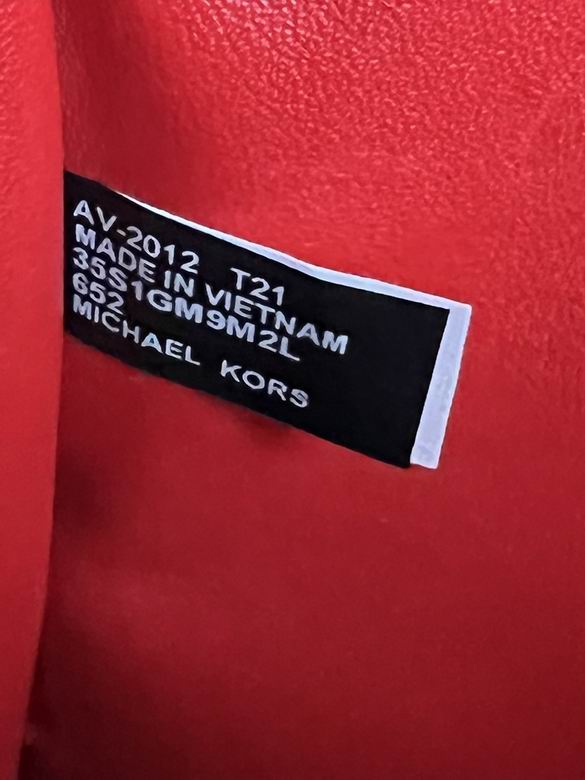 AV-2012 T21
MADE IN VIETNAM
35S1GM9M2L
652
MICHAEL KORS